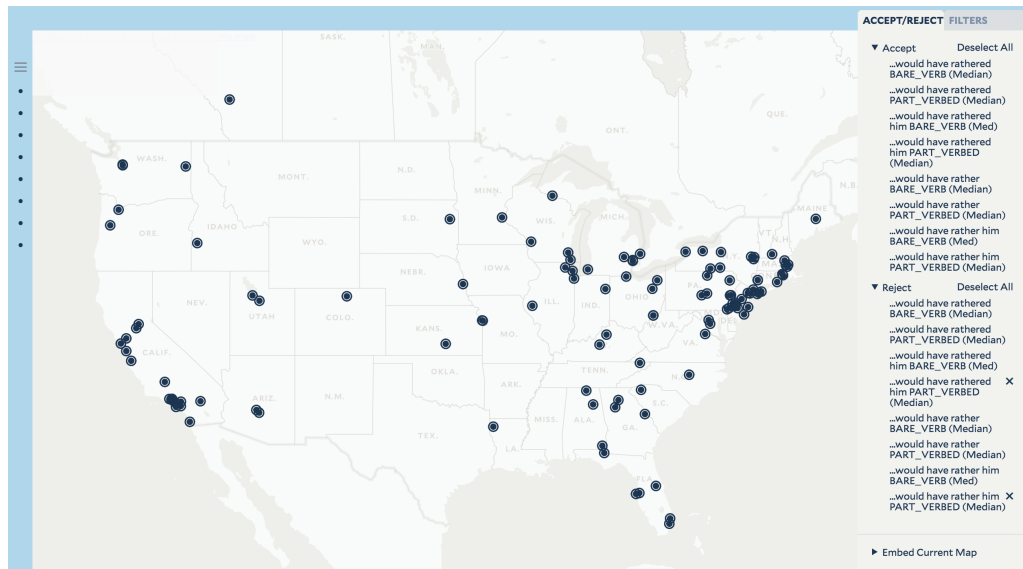 ACCEPT/REJECT FILTERS
▼ Accept Deselect All
...would have rathered
BARE_VERB (Median)
...would have rathered
PART_VERBED (Median)
...would have rathered
him BARE_VERB (Med)
...would have rathered
him PART_VERBED
(Median)
...would have rather
BARE_VERB (Median)
...would have rather
PART_VERBED (Median)
...would have rather him
BARE_VERB (Med)
...would have rather him
PART_VERBED (Median)
▼ Reject Deselect All
...would have rathered
BARE_VERB (Median)
...would have rathered
PART_VERBED (Median)
...would have rathered
him BARE_VERB (Med)
...would have rathered ✕
him PART_VERBED
(Median)
...would have rather
BARE_VERB (Median)
...would have rather
PART_VERBED (Median)
...would have rather him
BARE_VERB (Med)
...would have rather him ✕
PART_VERBED (Median)
▶ Embed Current Map
SASK.
MAN.
ONT.
QUE.
N.B.
WASH.
MONT.
N.D.
MINN.
MAINE
ORE.
IDAHO
S.D.
WIS.
MICH.
VT.
N.H.
WYO.
IOWA
NEBR.
NEV.
UTAH
COLO.
ILL.
IND.
OHIO
PA.
CALIF.
KANS.
MO.
W.VA.
VA.
ARIZ.
N.M.
OKLA.
ARK.
TENN.
N.C.
S.C.
TEX.
LA.
MISS.
ALA.
GA.
FLA.